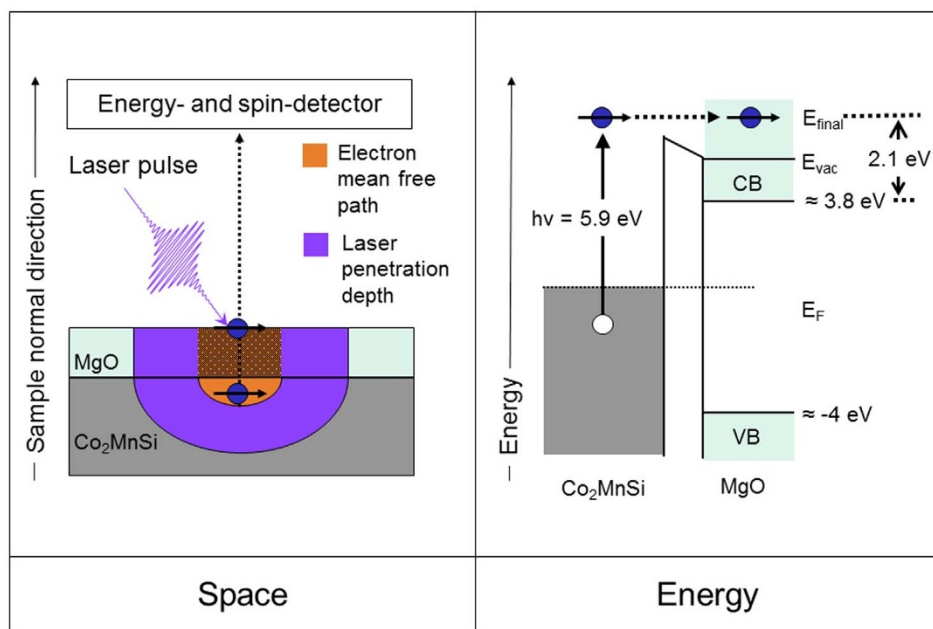 Sample normal direction
Energy- and spin-detector
Laser pulse
Electron
mean free
path
Laser
penetration
depth
MgO
Co₂MnSi
Space
Energy
hν = 5.9 eV
E_final
E_vac
2.1 eV
CB
≈ 3.8 eV
E_F
≈ -4 eV
VB
Co₂MnSi
MgO
Energy